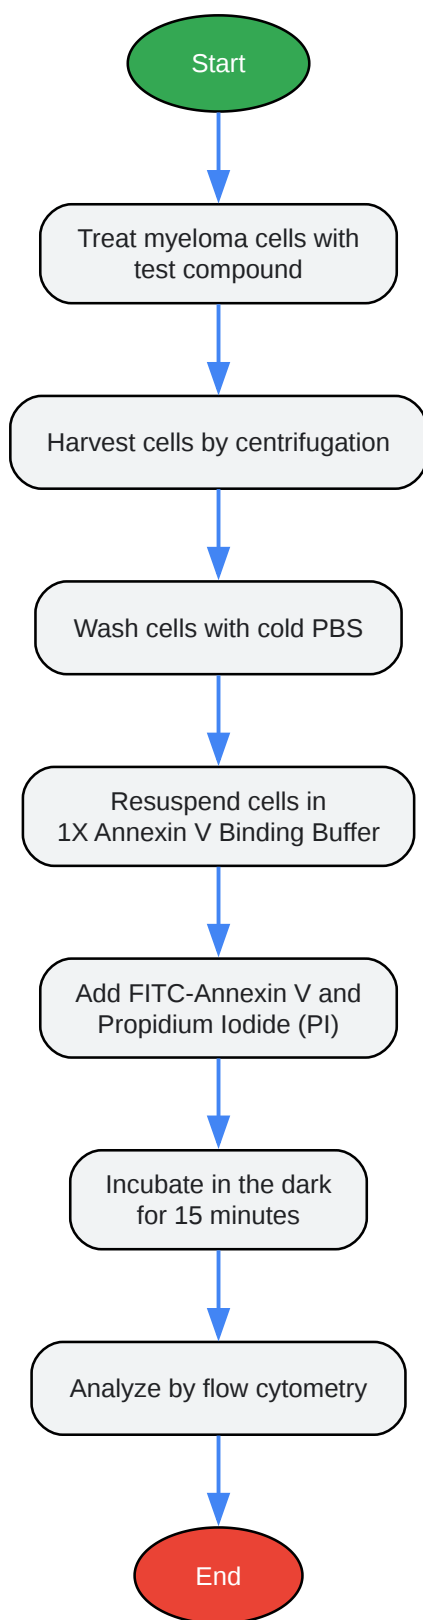 Start
Treat myeloma cells with
test compound
Harvest cells by centrifugation
Wash cells with cold PBS
Resuspend cells in
1X Annexin V Binding Buffer
Add FITC-Annexin V and
Propidium Iodide (PI)
Incubate in the dark
for 15 minutes
Analyze by flow cytometry
End